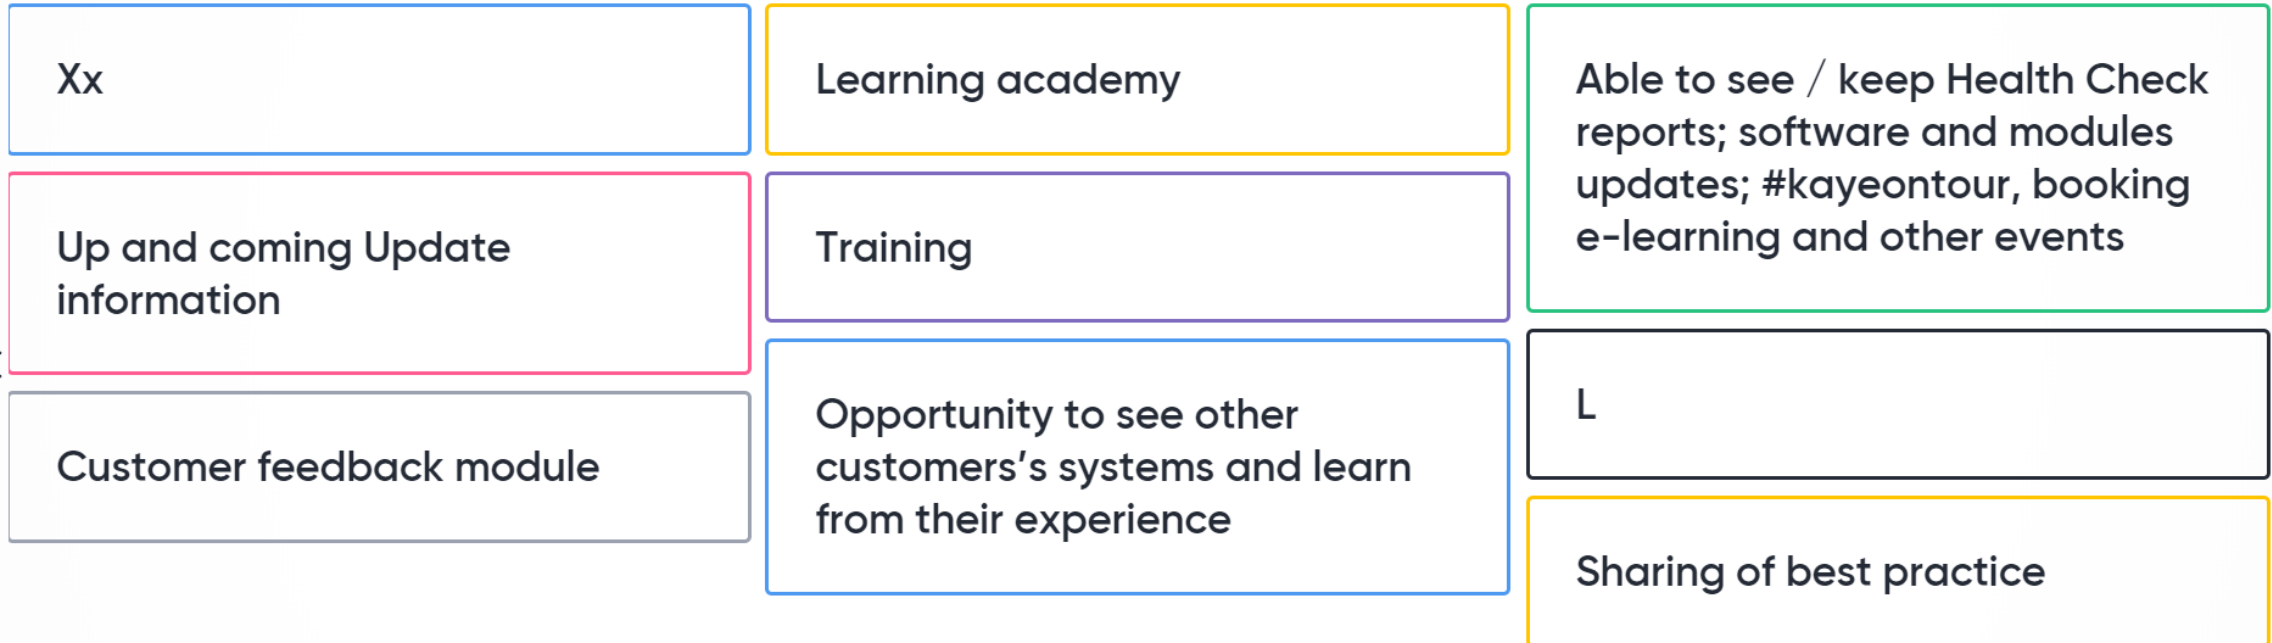 Xx
Up and coming Update
information
Customer feedback module
Learning academy
Training
Opportunity to see other
customers’s systems and learn
from their experience
Able to see / keep Health Check
reports; software and modules
updates; #kayeontour, booking
e-learning and other events
L
Sharing of best practice